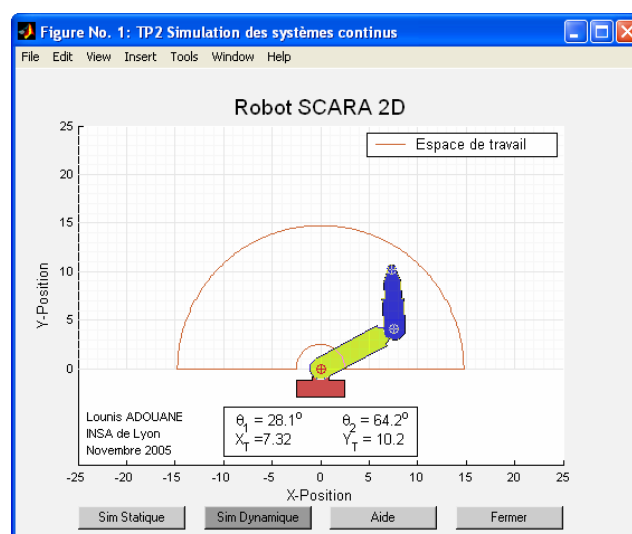 Figure No. 1: TP2 Simulation des systèmes continus
File Edit View Insert Tools Window Help
Robot SCARA 2D
Espace de travail
Y-Position
25
20
15
10
5
0
Lounis ADOUANE
INSA de Lyon
Novembre 2005
θ1 = 28.1° θ2 = 64.2°
XT =7.32 YT = 10.2
-25 -20 -15 -10 -5 0 5 10 15 20 25
X-Position
Sim Statique Sim Dynamique Aide Fermer